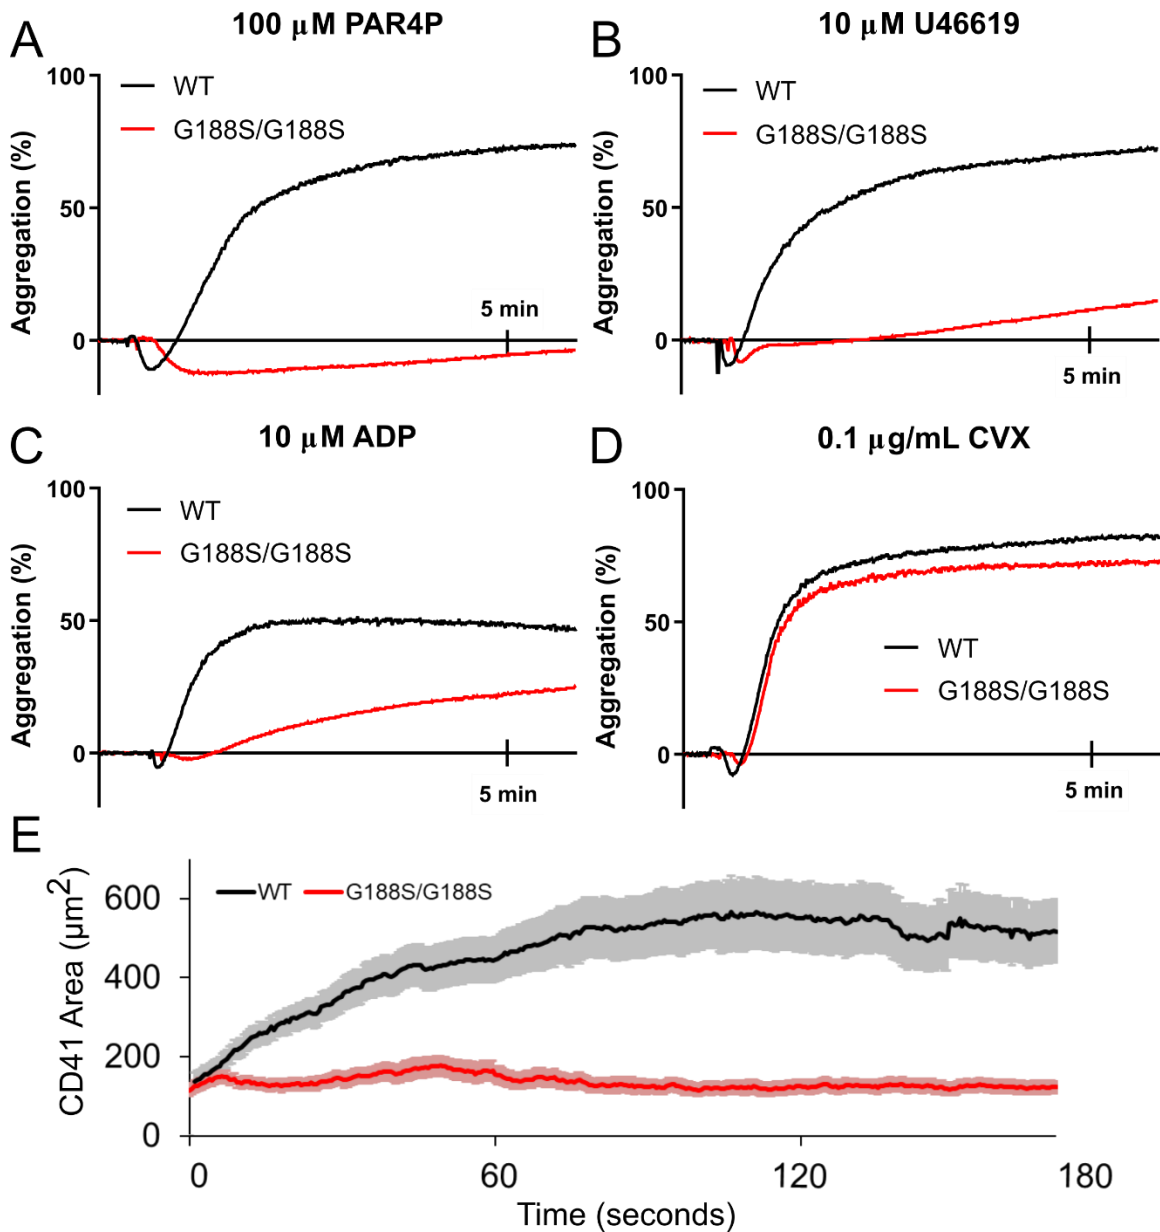 A
100 µM PAR4P
100
WT
G188S/G188S
Aggregation (%)
50
0
5 min
B
10 µM U46619
100
WT
G188S/G188S
Aggregation (%)
50
0
5 min
C
10 µM ADP
100
WT
G188S/G188S
Aggregation (%)
50
0
5 min
D
0.1 µg/mL CVX
100
Aggregation (%)
50
WT
G188S/G188S
0
5 min
E
WT G188S/G188S
CD41 Area (µm²)
600
400
200
0
0 60 120 180
Time (seconds)